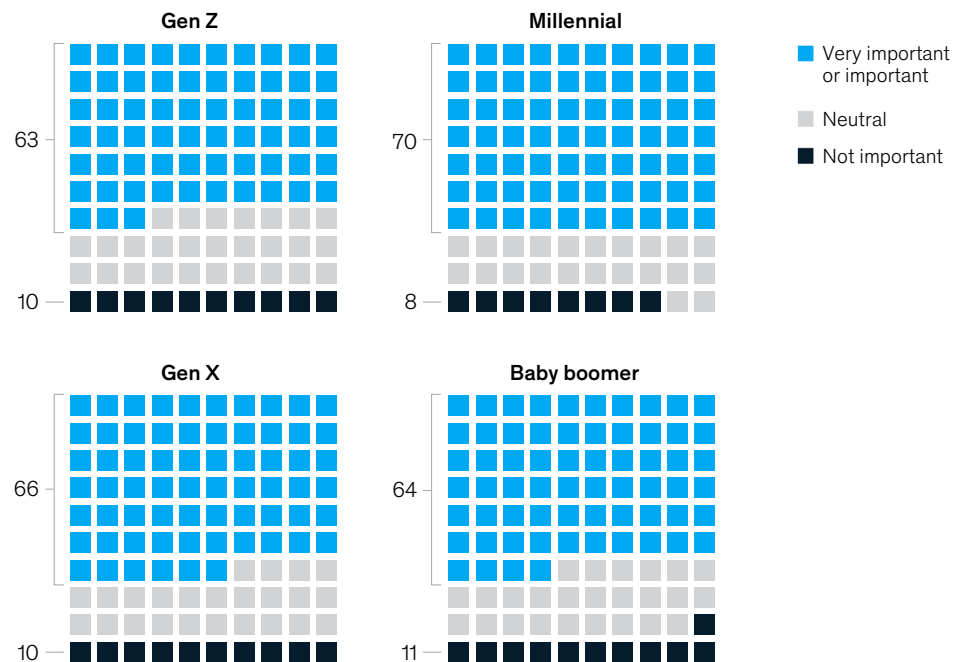 Gen Z
63
10
Millennial
70
8
Very important
or important
Neutral
Not important
Gen X
66
10
Baby boomer
64
11